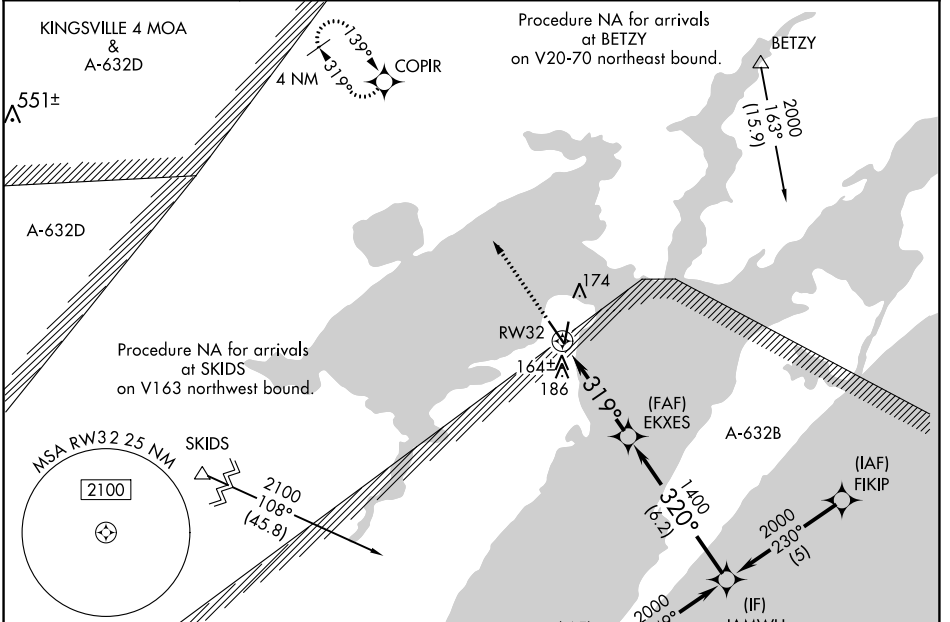 KINGSVILLE 4 MOA
&
A-632D
551±
A-632D
4 NM
139°
319°
COPIR
Procedure NA for arrivals
at BETZY
on V20-70 northeast bound.
BETZY
2000
163°
(15.9)
174
RW32
164±
186
319°
(FAF)
EKXES
A-632B
Procedure NA for arrivals
at SKIDS
on V163 northwest bound.
MSA RW32 25 NM
2100
SKIDS
2100
108°
(45.8)
1400
320°
(6.2)
(IAF)
FIKIP
2000
230°
(5)
2000
(IF)